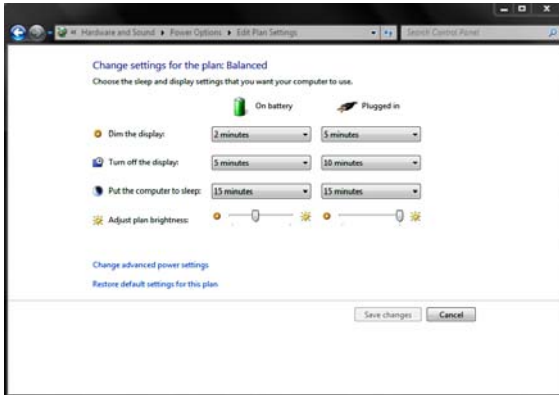 « Hardware and Sound ▸ Power Options ▸ Edit Plan Settings
Search Control Panel
Change settings for the plan: Balanced
Choose the sleep and display settings that you want your computer to use.
On battery
Plugged in
Dim the display: 2 minutes 5 minutes
Turn off the display: 5 minutes 10 minutes
Put the computer to sleep: 15 minutes 15 minutes
Adjust plan brightness:
Change advanced power settings
Restore default settings for this plan
Save changes Cancel